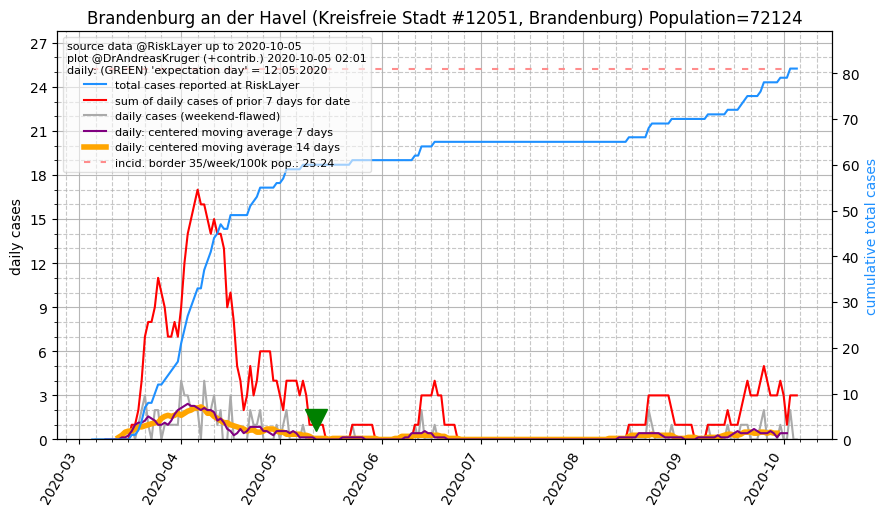 Brandenburg an der Havel (Kreisfreie Stadt #12051, Brandenburg) Population=72124
source data @RiskLayer up to 2020-10-05
plot @DrAndreasKruger (+contrib.) 2020-10-05 02:01
daily: (GREEN) 'expectation day' = 12.05.2020
total cases reported at RiskLayer
sum of daily cases of prior 7 days for date
daily cases (weekend-flawed)
daily: centered moving average 7 days
daily: centered moving average 14 days
incid. border 35/week/100k pop.: 25.24
daily cases
27
24
21
18
15
12
9
6
3
0
cumulative total cases
80
70
60
50
40
30
20
10
0
2020-03
2020-04
2020-05
2020-06
2020-07
2020-08
2020-09
2020-10